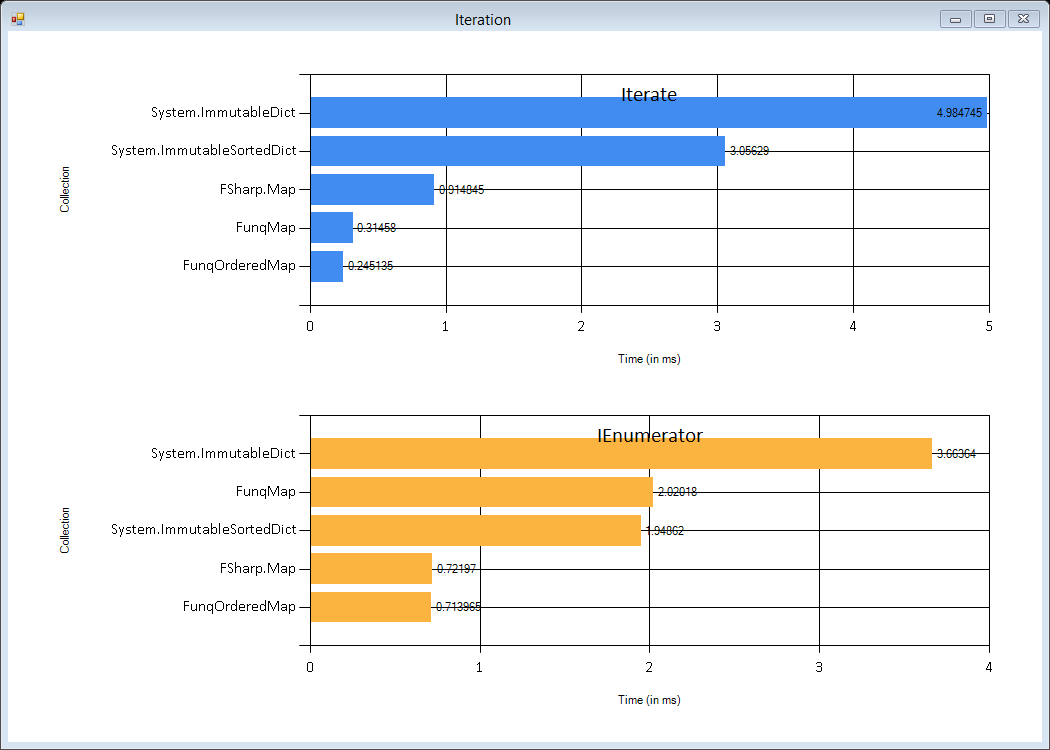 Iteration
Iterate
System.ImmutableDict 4.984745
System.ImmutableSortedDict 3.05629
FSharp.Map 0.914845
FunqMap 0.31458
FunqOrderedMap 0.245135
Collection
0 1 2 3 4 5
Time (in ms)
IEnumerator
System.ImmutableDict 3.66364
FunqMap 2.02018
System.ImmutableSortedDict 1.94862
FSharp.Map 0.72197
FunqOrderedMap 0.713965
Collection
0 1 2 3 4
Time (in ms)